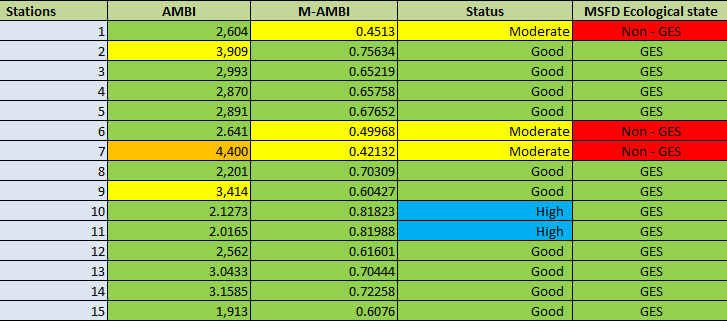 Stations AMBI M-AMBI Status MSFD Ecological state
1 2,604 0.4513 Moderate Non - GES
2 3,909 0.75634 Good GES
3 2,993 0.65219 Good GES
4 2,870 0.65758 Good GES
5 2,891 0.67652 Good GES
6 2.641 0.49968 Moderate Non - GES
7 4,400 0.42132 Moderate Non - GES
8 2,201 0.70309 Good GES
9 3,414 0.60427 Good GES
10 2.1273 0.81823 High GES
11 2.0165 0.81988 High GES
12 2,562 0.61601 Good GES
13 3.0433 0.70444 Good GES
14 3.1585 0.72258 Good GES
15 1,913 0.6076 Good GES